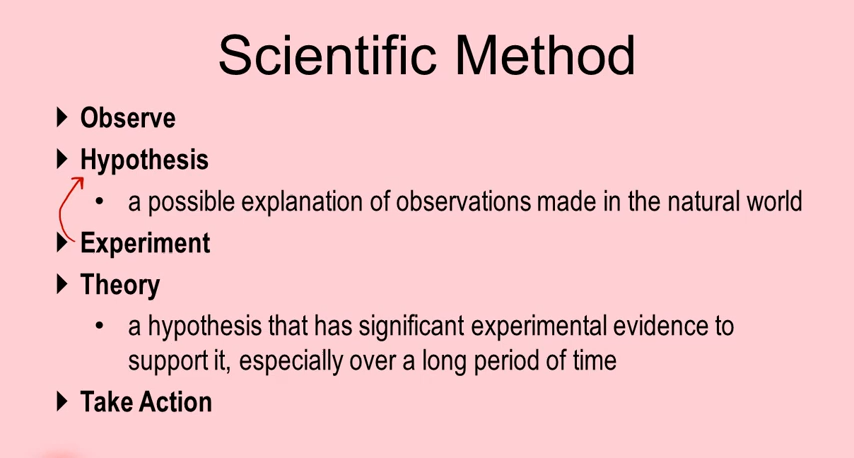 Scientific Method
Observe
Hypothesis
• a possible explanation of observations made in the natural world
Experiment
Theory
• a hypothesis that has significant experimental evidence to
support it, especially over a long period of time
Take Action